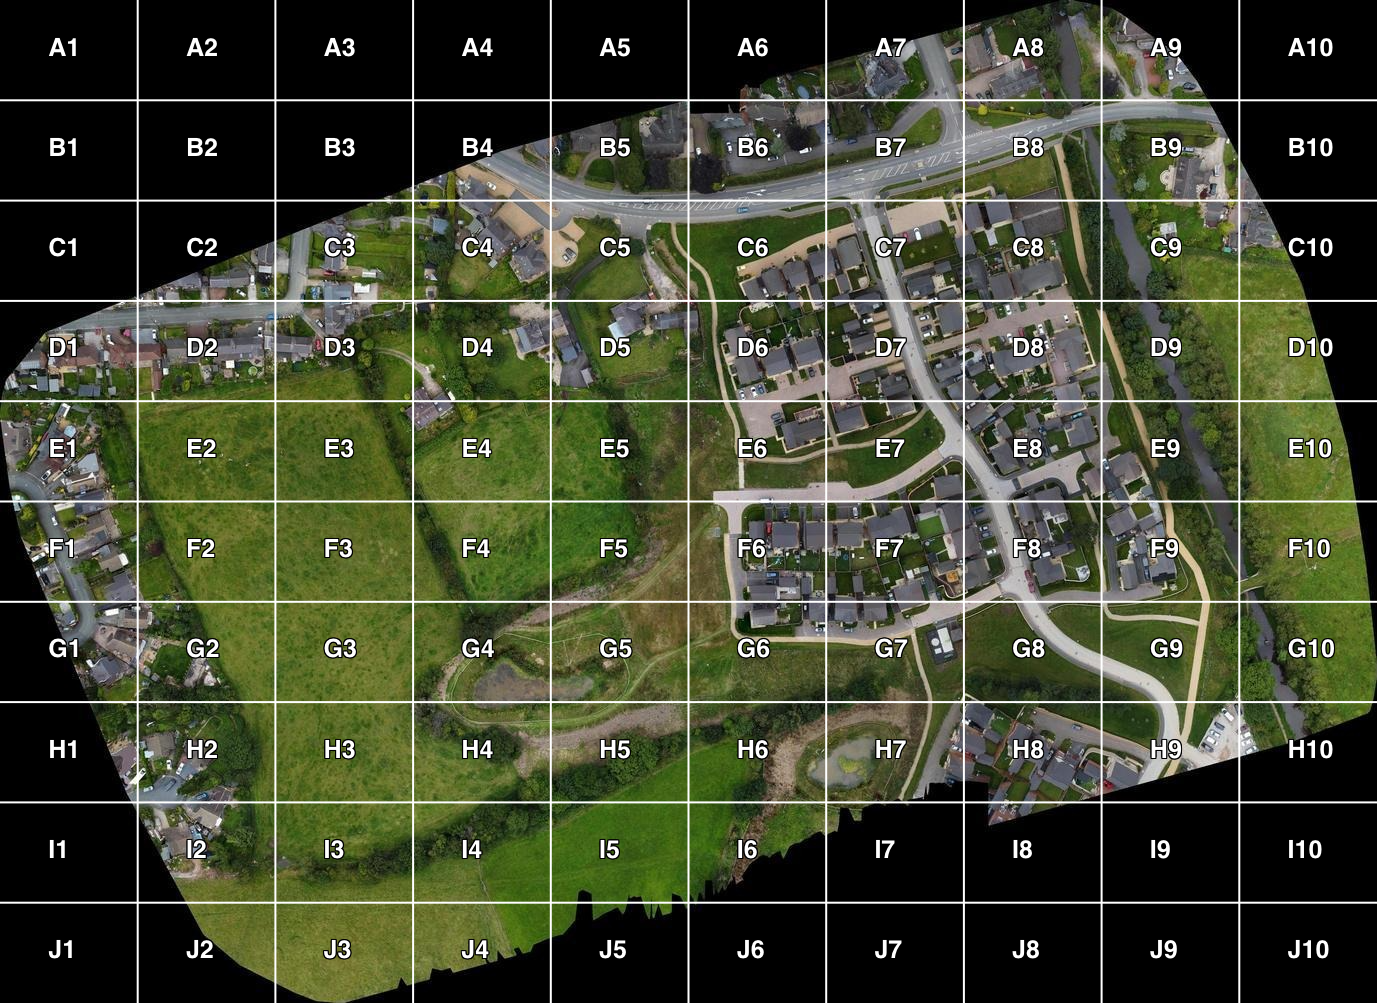 A1 A2 A3 A4 A5 A6 A7 A8 A9 A10
B1 B2 B3 B4 B5 B6 B7 B8 B9 B10
C1 C2 C3 C4 C5 C6 C7 C8 C9 C10
D1 D2 D3 D4 D5 D6 D7 D8 D9 D10
E1 E2 E3 E4 E5 E6 E7 E8 E9 E10
F1 F2 F3 F4 F5 F6 F7 F8 F9 F10
G1 G2 G3 G4 G5 G6 G7 G8 G9 G10
H1 H2 H3 H4 H5 H6 H7 H8 H9 H10
I1 I2 I3 I4 I5 I6 I7 I8 I9 I10
J1 J2 J3 J4 J5 J6 J7 J8 J9 J10